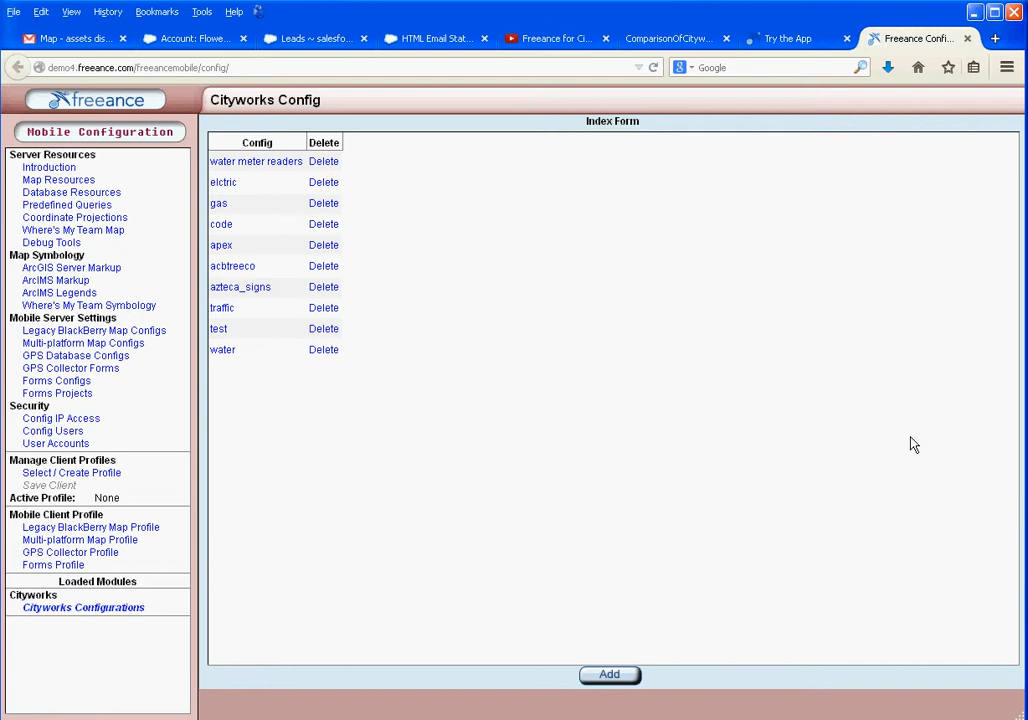 File Edit View History Bookmarks Tools Help
Map - assets dis...
Account: Flowe...
Leads ~ salesfo...
HTML Email Stat...
Freeance for Ci...
ComparisonOfCityw...
Try the App
Freeance Confi...
demo4.freeance.com/freeancemobile/config/
Google
freeance
Cityworks Config
Mobile Configuration
Index Form
Server Resources
Introduction
Map Resources
Database Resources
Predefined Queries
Coordinate Projections
Where's My Team Map
Debug Tools
Map Symbology
ArcGIS Server Markup
ArcIMS Markup
ArcIMS Legends
Where's My Team Symbology
Mobile Server Settings
Legacy BlackBerry Map Configs
Multi-platform Map Configs
GPS Database Configs
GPS Collector Forms
Forms Configs
Forms Projects
Security
Config IP Access
Config Users
User Accounts
Manage Client Profiles
Select / Create Profile
Save Client
Active Profile: None
Mobile Client Profile
Legacy BlackBerry Map Profile
Multi-platform Map Profile
GPS Collector Profile
Forms Profile
Loaded Modules
Cityworks
Cityworks Configurations
Config Delete
water meter readers Delete
elctric Delete
gas Delete
code Delete
apex Delete
acbtreeco Delete
azteca_signs Delete
traffic Delete
test Delete
water Delete
Add